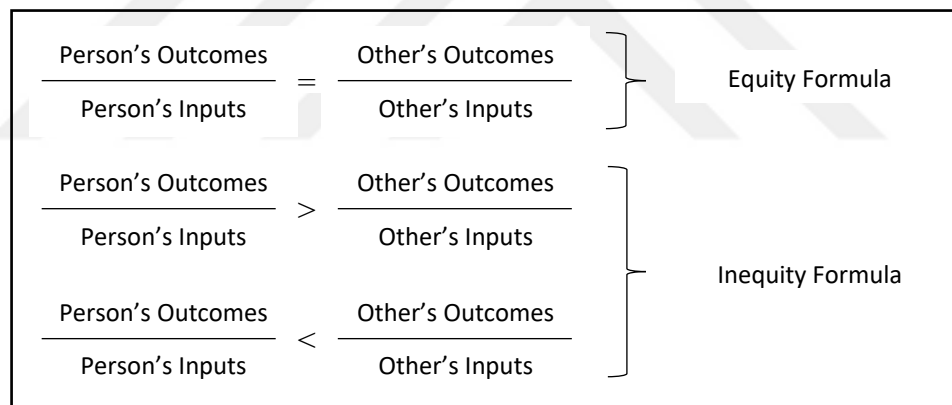 Person’s Outcomes Other’s Outcomes
= Equity Formula
Person’s Inputs Other’s Inputs
Person’s Outcomes Other’s Outcomes
>
Person’s Inputs Other’s Inputs
Inequity Formula
Person’s Outcomes Other’s Outcomes
<
Person’s Inputs Other’s Inputs